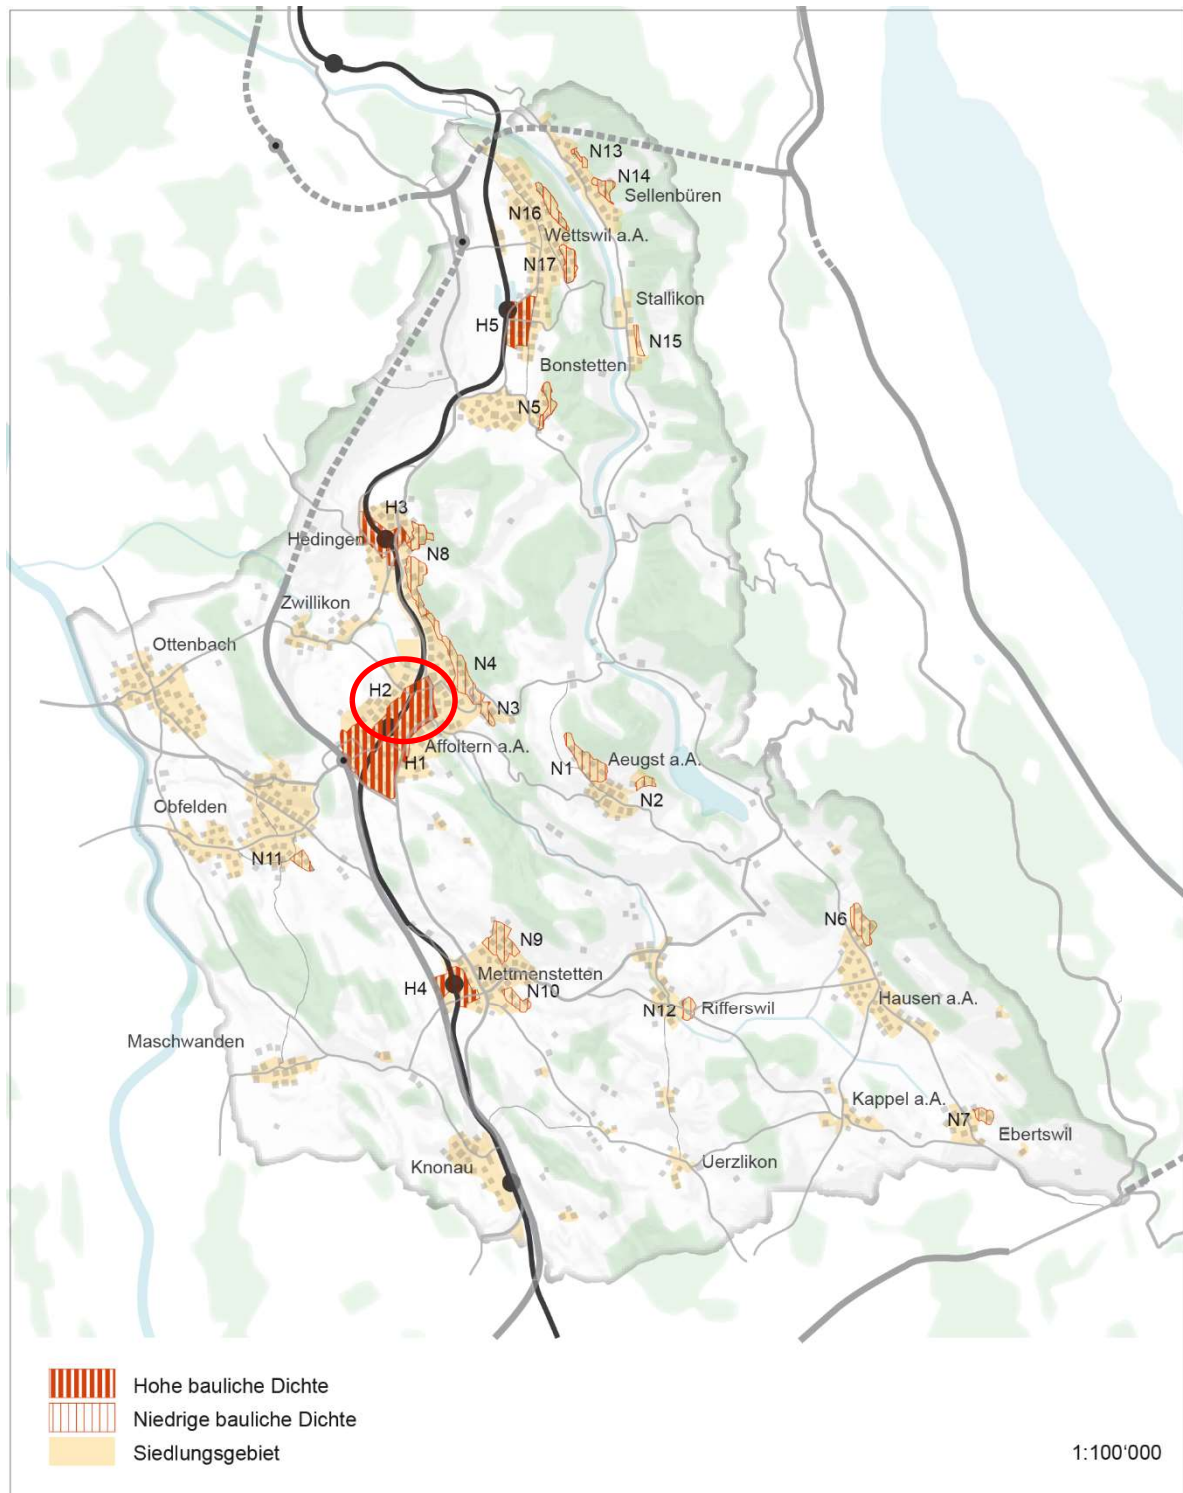 N13
N14
Sellenbüren
N16
Wettswil a.A.
N17
Stallikon
H5
N15
Bonstetten
N5
H3
Hedingen
N8
Zwillikon
Ottenbach
N4
H2
N3
Affoltern a.A.
H1
N1
Aeugst a.A.
N2
Obfelden
N11
N6
N9
Mettmenstetten
H4
N10
Hausen a.A.
N12
Rifferswil
Maschwanden
Kappel a.A.
N7
Ebertswil
Knonau
Uerzlikon
Hohe bauliche Dichte
Niedrige bauliche Dichte
Siedlungsgebiet
1:100'000